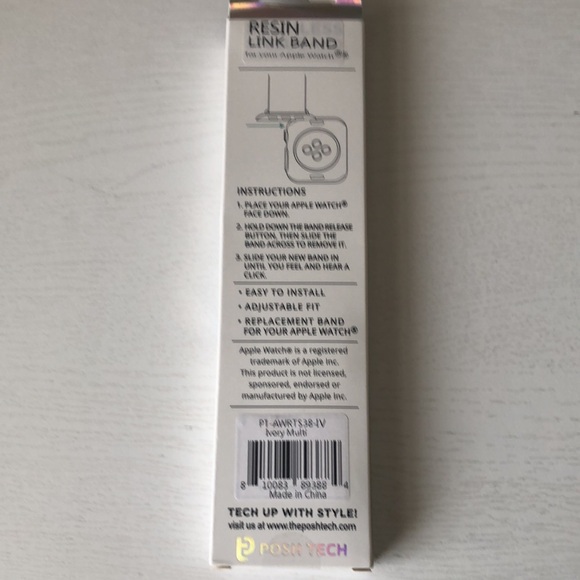 RESIN
LINK BAND
for your Apple Watch®
INSTRUCTIONS
1. PLACE YOUR APPLE WATCH®
FACE DOWN.
2. HOLD DOWN THE BAND RELEASE
BUTTON, THEN SLIDE THE
BAND ACROSS TO REMOVE IT.
3. SLIDE YOUR NEW BAND IN
UNTIL YOU FEEL AND HEAR A
CLICK.
• EASY TO INSTALL
• ADJUSTABLE FIT
• REPLACEMENT BAND
FOR YOUR APPLE WATCH®
Apple Watch® is a registered
trademark of Apple Inc.
This product is not licensed,
sponsored, endorsed or
manufactured by Apple Inc.
PT-AWRTS38-IV
Ivory Multi
8 10083 89388 4
Made in China
TECH UP WITH STYLE!
visit us at www.theposhtech.com
POSH TECH